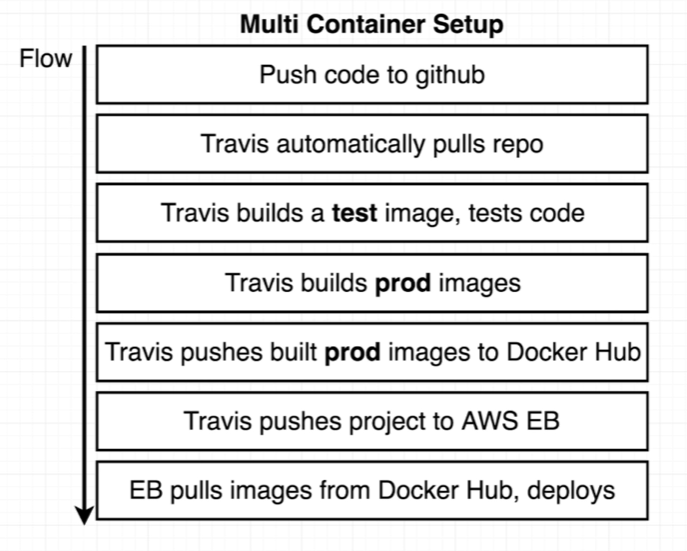 Multi Container Setup
Flow
Push code to github
Travis automatically pulls repo
Travis builds a test image, tests code
Travis builds prod images
Travis pushes built prod images to Docker Hub
Travis pushes project to AWS EB
EB pulls images from Docker Hub, deploys